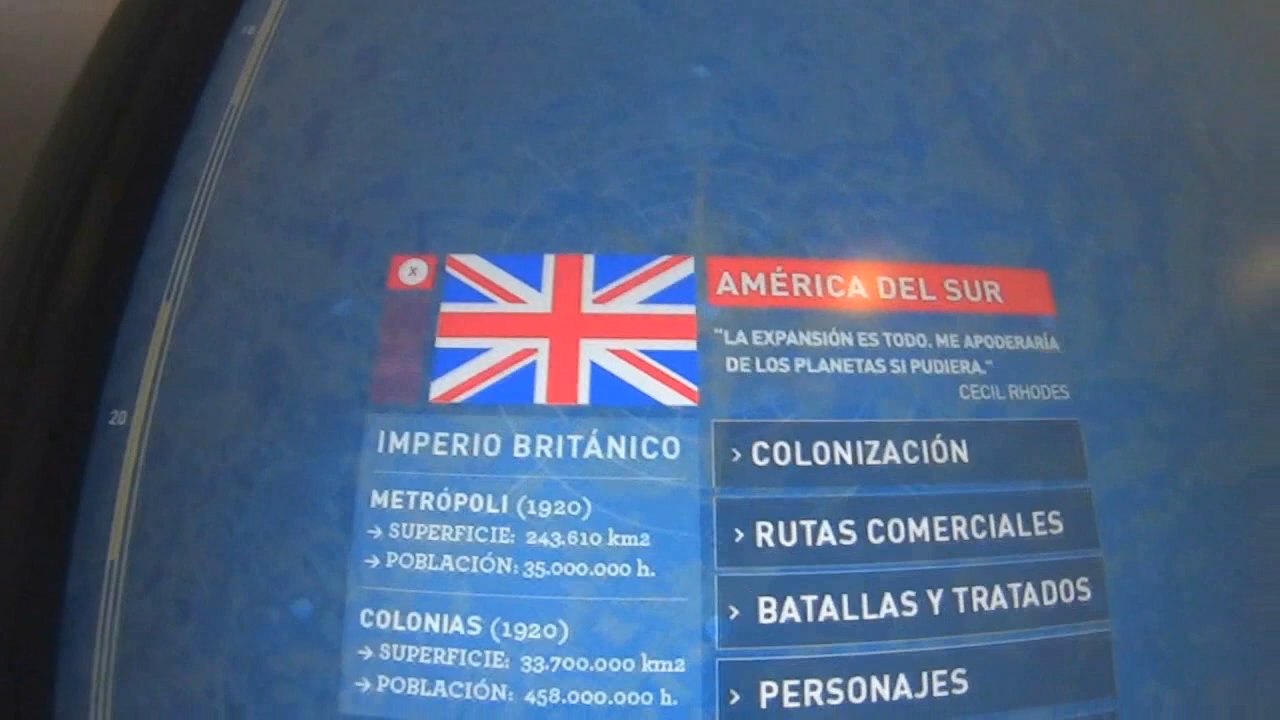 10
20
X
IMPERIO BRITÁNICO
METRÓPOLI (1920)
→ SUPERFICIE: 243.610 km2
→ POBLACIÓN: 35.000.000 h.
COLONIAS (1920)
→ SUPERFICIE: 33.700.000 km2
→ POBLACIÓN: 458.000.000 h.
AMÉRICA DEL SUR
"LA EXPANSIÓN ES TODO. ME APODERARÍA
DE LOS PLANETAS SI PUDIERA."
CECIL RHODES
> COLONIZACIÓN
> RUTAS COMERCIALES
> BATALLAS Y TRATADOS
> PERSONAJES